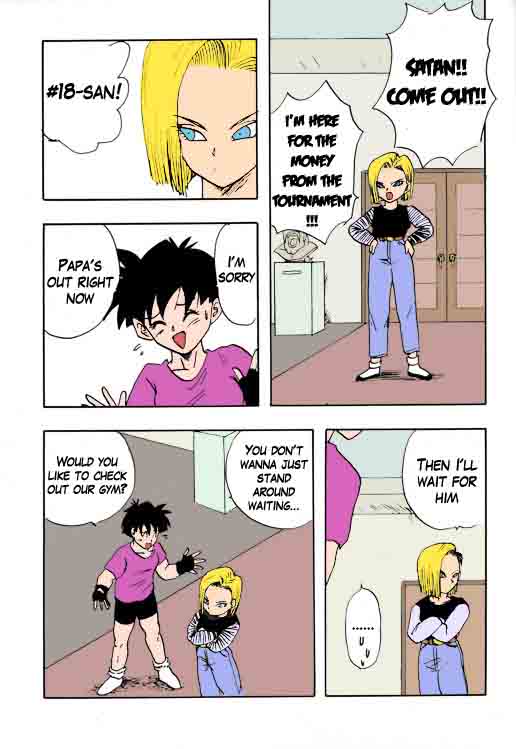 SATAN!!
COME OUT!!
I'M HERE
FOR THE
MONEY
FROM THE
TOURNAMENT
!!!
#18-SAN!
I'M
SORRY
PAPA'S
OUT RIGHT
NOW
THEN I'LL
WAIT FOR
HIM
......
YOU DON'T
WANNA JUST
STAND
AROUND
WAITING...
WOULD YOU
LIKE TO CHECK
OUT OUR GYM?